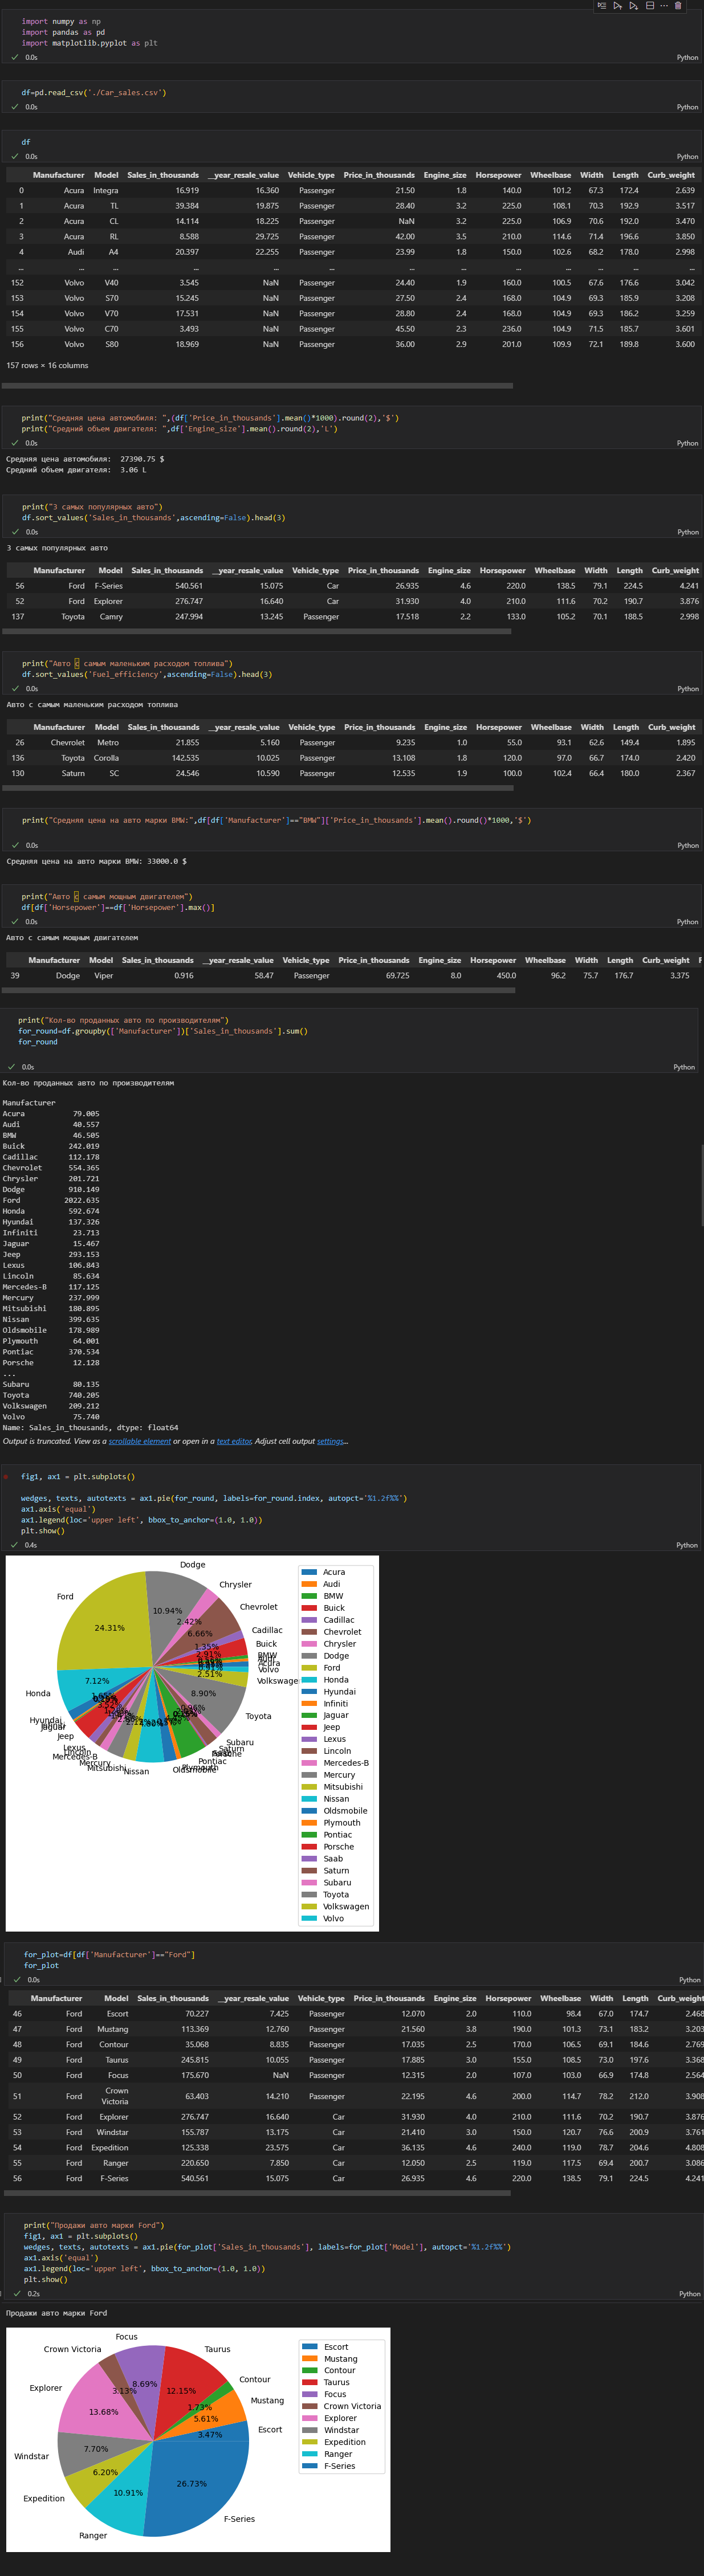 import numpy as np
import pandas as pd
import matplotlib.pyplot as plt
0.0s
Python
df=pd.read_csv('./Car_sales.csv')
0.0s
Python
df
0.0s
Python
Manufacturer Model Sales_in_thousands __year_resale_value Vehicle_type Price_in_thousands Engine_size Horsepower Wheelbase Width Length Curb_weight
0 Acura Integra 16.919 16.360 Passenger 21.50 1.8 140.0 101.2 67.3 172.4 2.639
1 Acura TL 39.384 19.875 Passenger 28.40 3.2 225.0 108.1 70.3 192.9 3.517
2 Acura CL 14.114 18.225 Passenger NaN 3.2 225.0 106.9 70.6 192.0 3.470
3 Acura RL 8.588 29.725 Passenger 42.00 3.5 210.0 114.6 71.4 196.6 3.850
4 Audi A4 20.397 22.255 Passenger 23.99 1.8 150.0 102.6 68.2 178.0 2.998
... ... ... ... ... ... ... ... ... ... ... ... ...
152 Volvo V40 3.545 NaN Passenger 24.40 1.9 160.0 100.5 67.6 176.6 3.042
153 Volvo S70 15.245 NaN Passenger 27.50 2.4 168.0 104.9 69.3 185.9 3.208
154 Volvo V70 17.531 NaN Passenger 28.80 2.4 168.0 104.9 69.3 186.2 3.259
155 Volvo C70 3.493 NaN Passenger 45.50 2.3 236.0 104.9 71.5 185.7 3.601
156 Volvo S80 18.969 NaN Passenger 36.00 2.9 201.0 109.9 72.1 189.8 3.600
157 rows × 16 columns
print("Средняя цена автомобиля: ",(df['Price_in_thousands'].mean()*1000).round(2),'$')
print("Средний объем двигателя: ",df['Engine_size'].mean().round(2),'L')
0.0s
Python
Средняя цена автомобиля:  27390.75 $
Средний объем двигателя:  3.06 L
print("3 самых популярных авто")
df.sort_values('Sales_in_thousands',ascending=False).head(3)
0.0s
Python
3 самых популярных авто
Manufacturer Model Sales_in_thousands __year_resale_value Vehicle_type Price_in_thousands Engine_size Horsepower Wheelbase Width Length Curb_weight
56 Ford F-Series 540.561 15.075 Car 26.935 4.6 220.0 138.5 79.1 224.5 4.241
52 Ford Explorer 276.747 16.640 Car 31.930 4.0 210.0 111.6 70.2 190.7 3.876
137 Toyota Camry 247.994 13.245 Passenger 17.518 2.2 133.0 105.2 70.1 188.5 2.998
print("Авто с самым маленьким расходом топлива")
df.sort_values('Fuel_efficiency',ascending=False).head(3)
0.0s
Python
Авто с самым маленьким расходом топлива
Manufacturer Model Sales_in_thousands __year_resale_value Vehicle_type Price_in_thousands Engine_size Horsepower Wheelbase Width Length Curb_weight
26 Chevrolet Metro 21.855 5.160 Passenger 9.235 1.0 55.0 93.1 62.6 149.4 1.895
136 Toyota Corolla 142.535 10.025 Passenger 13.108 1.8 120.0 97.0 66.7 174.0 2.420
130 Saturn SC 24.546 10.590 Passenger 12.535 1.9 100.0 102.4 66.4 180.0 2.367
print("Средняя цена на авто марки BMW:",df[df['Manufacturer']=="BMW"]['Price_in_thousands'].mean().round()*1000,'$')
0.0s
Python
Средняя цена на авто марки BMW: 33000.0 $
print("Авто с самым мощным двигателем")
df[df['Horsepower']==df['Horsepower'].max()]
0.0s
Python
Авто с самым мощным двигателем
Manufacturer Model Sales_in_thousands __year_resale_value Vehicle_type Price_in_thousands Engine_size Horsepower Wheelbase Width Length Curb_weight F
39 Dodge Viper 0.916 58.47 Passenger 69.725 8.0 450.0 96.2 75.7 176.7 3.375
print("Кол-во проданных авто по производителям")
for_round=df.groupby(['Manufacturer'])['Sales_in_thousands'].sum()
for_round
0.0s
Python
Кол-во проданных авто по производителям
Manufacturer
Acura 79.005
Audi 40.557
BMW 46.505
Buick 242.019
Cadillac 112.178
Chevrolet 554.365
Chrysler 201.721
Dodge 910.149
Ford 2022.635
Honda 592.674
Hyundai 137.326
Infiniti 23.713
Jaguar 15.467
Jeep 293.153
Lexus 106.843
Lincoln 85.634
Mercedes-B 117.125
Mercury 237.999
Mitsubishi 180.895
Nissan 399.635
Oldsmobile 178.989
Plymouth 64.001
Pontiac 370.534
Porsche 12.128
...
Subaru 80.135
Toyota 740.205
Volkswagen 209.212
Volvo 75.740
Name: Sales_in_thousands, dtype: float64
Output is truncated. View as a scrollable element or open in a text editor. Adjust cell output settings...
fig1, ax1 = plt.subplots()
wedges, texts, autotexts = ax1.pie(for_round, labels=for_round.index, autopct='%1.2f%%')
ax1.axis('equal')
ax1.legend(loc='upper left', bbox_to_anchor=(1.0, 1.0))
plt.show()
0.4s
Python
Dodge
Chrysler
Ford
Chevrolet
Cadillac
Buick
BMW
Acura
Volvo
Volkswage
Toyota
Subaru
Saturn
Porsche
Pontiac
Plymouth
Oldsmobile
Nissan
Mitsubishi
Mercury
Mercedes-B
Lincoln
Lexus
Jeep
Jaguar
Hyundai
Honda
10.94%
2.42%
24.31%
6.66%
1.35%
2.91%
7.12%
2.51%
8.90%
0.96%
Acura
Audi
BMW
Buick
Cadillac
Chevrolet
Chrysler
Dodge
Ford
Honda
Hyundai
Infiniti
Jaguar
Jeep
Lexus
Lincoln
Mercedes-B
Mercury
Mitsubishi
Nissan
Oldsmobile
Plymouth
Pontiac
Porsche
Saab
Saturn
Subaru
Toyota
Volkswagen
Volvo
for_plot=df[df['Manufacturer']=="Ford"]
for_plot
0.0s
Python
Manufacturer Model Sales_in_thousands __year_resale_value Vehicle_type Price_in_thousands Engine_size Horsepower Wheelbase Width Length Curb_weight
46 Ford Escort 70.227 7.425 Passenger 12.070 2.0 110.0 98.4 67.0 174.7 2.468
47 Ford Mustang 113.369 12.760 Passenger 21.560 3.8 190.0 101.3 73.1 183.2 3.203
48 Ford Contour 35.068 8.835 Passenger 17.035 2.5 170.0 106.5 69.1 184.6 2.769
49 Ford Taurus 245.815 10.055 Passenger 17.885 3.0 155.0 108.5 73.0 197.6 3.368
50 Ford Focus 175.670 NaN Passenger 12.315 2.0 107.0 103.0 66.9 174.8 2.564
51 Ford Crown Victoria 63.403 14.210 Passenger 22.195 4.6 200.0 114.7 78.2 212.0 3.908
52 Ford Explorer 276.747 16.640 Car 31.930 4.0 210.0 111.6 70.2 190.7 3.876
53 Ford Windstar 155.787 13.175 Car 21.410 3.0 150.0 120.7 76.6 200.9 3.761
54 Ford Expedition 125.338 23.575 Car 36.135 4.6 240.0 119.0 78.7 204.6 4.808
55 Ford Ranger 220.650 7.850 Car 12.050 2.5 119.0 117.5 69.4 200.7 3.086
56 Ford F-Series 540.561 15.075 Car 26.935 4.6 220.0 138.5 79.1 224.5 4.241
print("Продажи авто марки Ford")
fig1, ax1 = plt.subplots()
wedges, texts, autotexts = ax1.pie(for_plot['Sales_in_thousands'], labels=for_plot['Model'], autopct='%1.2f%%')
ax1.axis('equal')
ax1.legend(loc='upper left', bbox_to_anchor=(1.0, 1.0))
plt.show()
0.2s
Python
Продажи авто марки Ford
Focus
Crown Victoria
Taurus
Explorer
Contour
Mustang
Escort
Windstar
Expedition
Ranger
F-Series
8.69%
3.13%
12.15%
13.68%
1.73%
5.61%
3.47%
7.70%
6.20%
10.91%
26.73%
Escort
Mustang
Contour
Taurus
Focus
Crown Victoria
Explorer
Windstar
Expedition
Ranger
F-Series